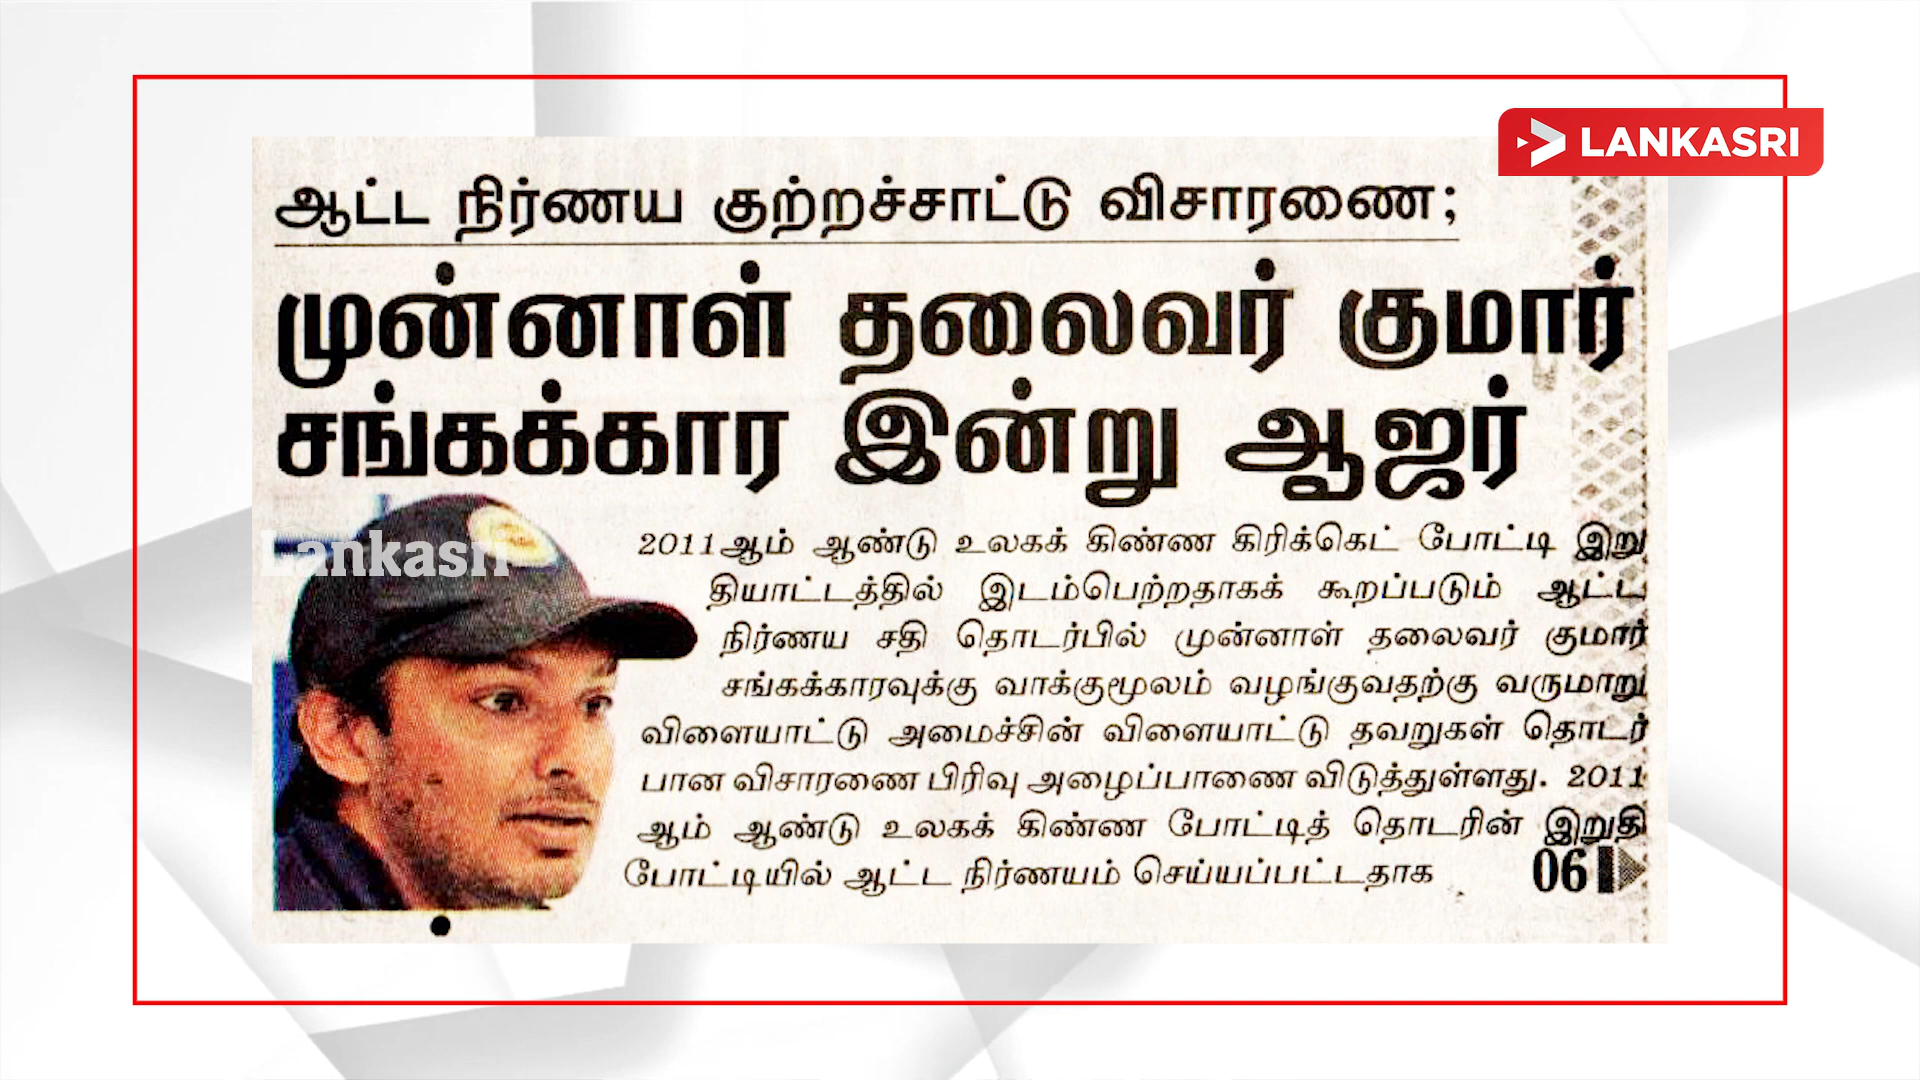 LANKASRI
ஆட்ட நிர்ணய குற்றச்சாட்டு விசாரணை;
முன்னாள் தலைவர் குமார்
சங்கக்கார இன்று ஆஜர்
Lankasri
2011ஆம் ஆண்டு உலகக் கிண்ண கிரிக்கெட் போட்டி இறு
தியாட்டத்தில் இடம்பெற்றதாகக் கூறப்படும் ஆட்ட
நிர்ணய சதி தொடர்பில் முன்னாள் தலைவர் குமார்
சங்கக்காரவுக்கு வாக்குமூலம் வழங்குவதற்கு வருமாறு
விளையாட்டு அமைச்சின் விளையாட்டு தவறுகள் தொடர்
பான விசாரணை பிரிவு அழைப்பாணை விடுத்துள்ளது. 2011
ஆம் ஆண்டு உலகக் கிண்ண போட்டித் தொடரின் இறுதி
போட்டியில் ஆட்ட நிர்ணயம் செய்யப்பட்டதாக
06